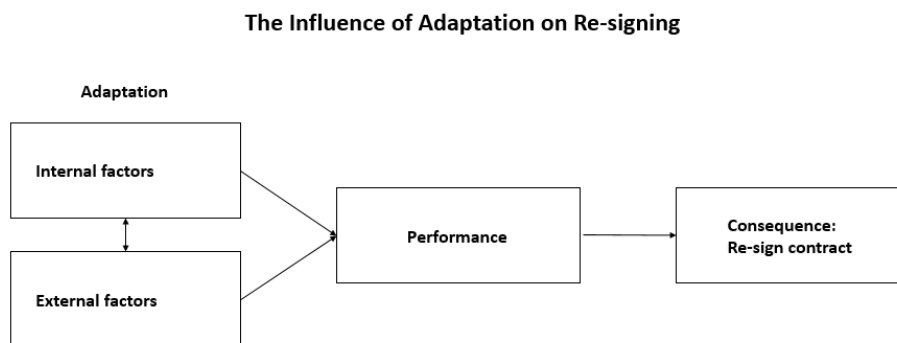 The Influence of Adaptation on Re-signing
Adaptation
Internal factors
External factors
Performance
Consequence:
Re-sign contract